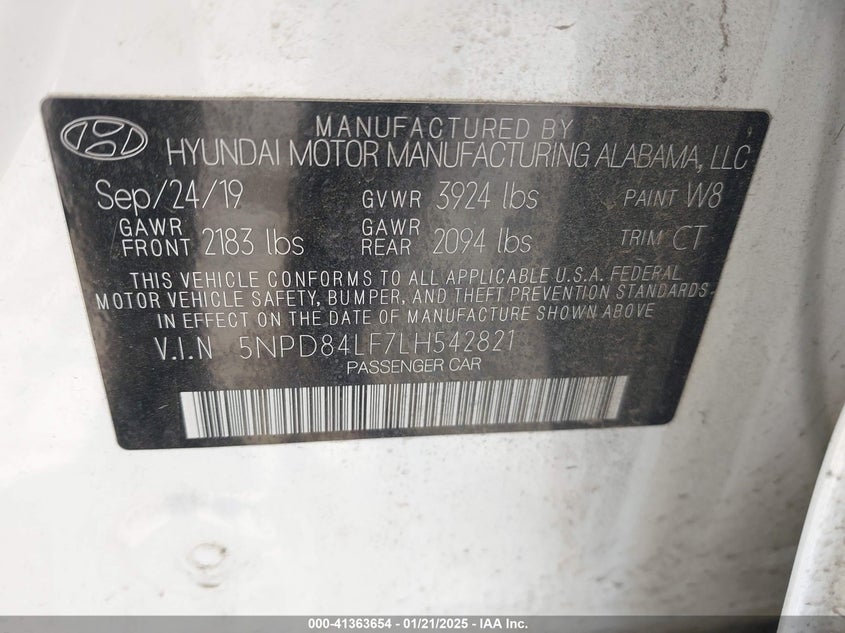 MANUFACTURED BY
HYUNDAI MOTOR MANUFACTURING ALABAMA, LLC
Sep/24/19 GVWR 3924 lbs PAINT W8
GAWR FRONT 2183 lbs GAWR REAR 2094 lbs TRIM CT
THIS VEHICLE CONFORMS TO ALL APPLICABLE U.S.A. FEDERAL
MOTOR VEHICLE SAFETY, BUMPER, AND THEFT PREVENTION STANDARDS
IN EFFECT ON THE DATE OF MANUFACTURE SHOWN ABOVE
V.I.N 5NPD84LF7LH542821
PASSENGER CAR
000-41363654 - 01/21/2025 - IAA Inc.